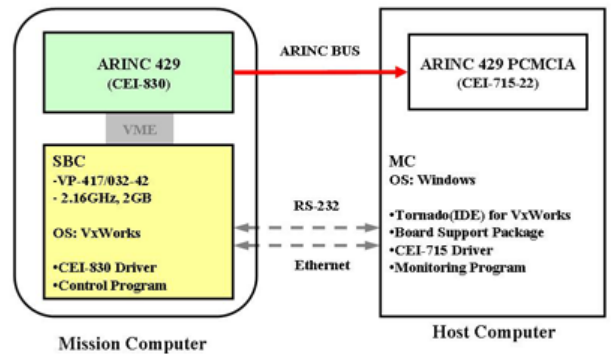 ARINC 429
(CEI-830)
VME
SBC
-VP-417/032-42
- 2.16GHz, 2GB
OS: VxWorks
•CEI-830 Driver
•Control Program
Mission Computer
ARINC BUS
RS-232
Ethernet
ARINC 429 PCMCIA
(CEI-715-22)
MC
OS: Windows
•Tornado(IDE) for VxWorks
•Board Support Package
•CEI-715 Driver
•Monitoring Program
Host Computer